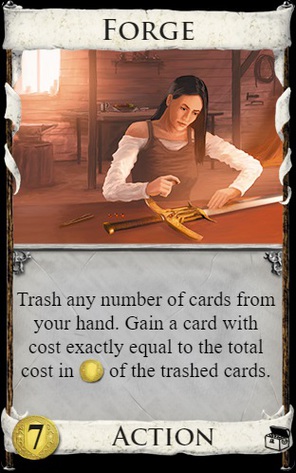 FORGE
Trash any number of cards from
your hand. Gain a card with
cost exactly equal to the total
cost in of the trashed cards.
7 ACTION